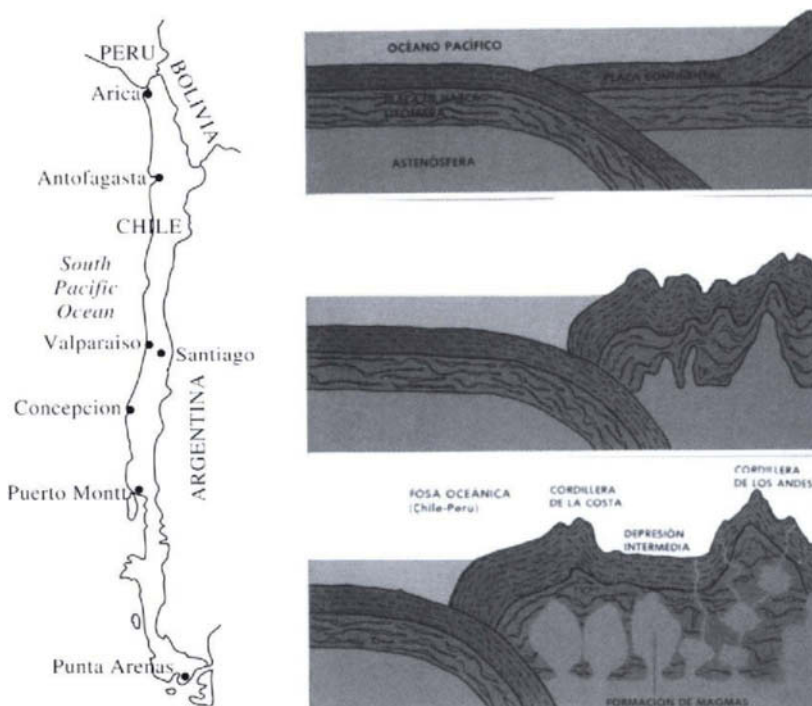 PERU
BOLIVIA
Arica
Antofagasta
CHILE
South
Pacific
Ocean
Valparaiso
Santiago
Concepcion
ARGENTINA
Puerto Montt
Punta Arenas
OCÉANO PACÍFICO
PLACA CONTINENTAL
ASTENÓSFERA
FOSA OCEÁNICA
(Chile-Peru)
CORDILLERA
DE LA COSTA
DEPRESIÓN
INTERMEDIA
CORDILLERA
DE LOS ANDES
FORMACIÓN DE MAGMAS